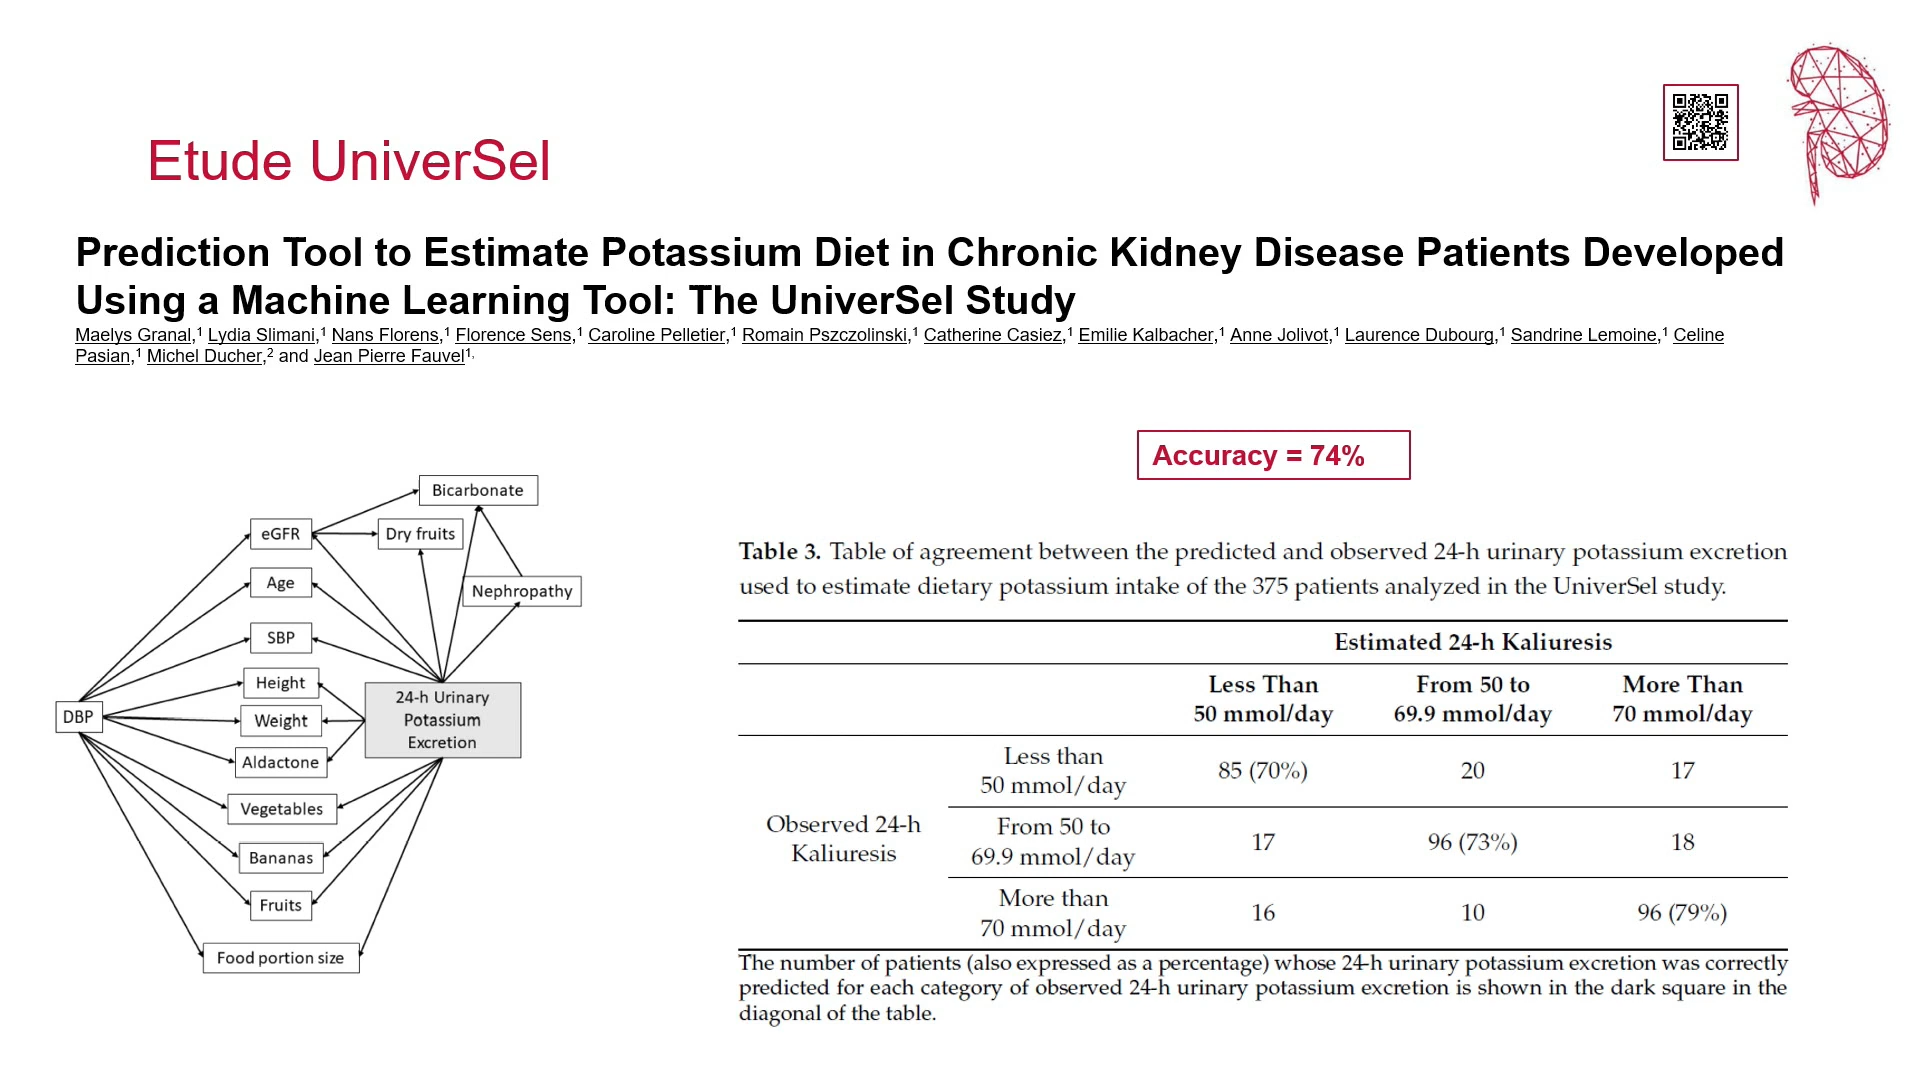 Etude UniverSel
Prediction Tool to Estimate Potassium Diet in Chronic Kidney Disease Patients Developed
Using a Machine Learning Tool: The UniverSel Study
Maelys Granal,1 Lydia Slimani,1 Nans Florens,1 Florence Sens,1 Caroline Pelletier,1 Romain Pszczolinski,1 Catherine Casiez,1 Emilie Kalbacher,1 Anne Jolivot,1 Laurence Dubourg,1 Sandrine Lemoine,1 Celine
Pasian,1 Michel Ducher,2 and Jean Pierre Fauvel1,
Bicarbonate
eGFR
Dry fruits
Age
Nephropathy
SBP
Height
DBP
Weight
24-h Urinary
Potassium
Excretion
Aldactone
Vegetables
Bananas
Fruits
Food portion size
Accuracy = 74%
Table 3. Table of agreement between the predicted and observed 24-h urinary potassium excretion
used to estimate dietary potassium intake of the 375 patients analyzed in the UniverSel study.
Estimated 24-h Kaliuresis
Less Than
50 mmol/day
From 50 to
69.9 mmol/day
More Than
70 mmol/day
Observed 24-h
Kaliuresis
Less than
50 mmol/day
85 (70%)
20
17
From 50 to
69.9 mmol/day
17
96 (73%)
18
More than
70 mmol/day
16
10
96 (79%)
The number of patients (also expressed as a percentage) whose 24-h urinary potassium excretion was correctly
predicted for each category of observed 24-h urinary potassium excretion is shown in the dark square in the
diagonal of the table.